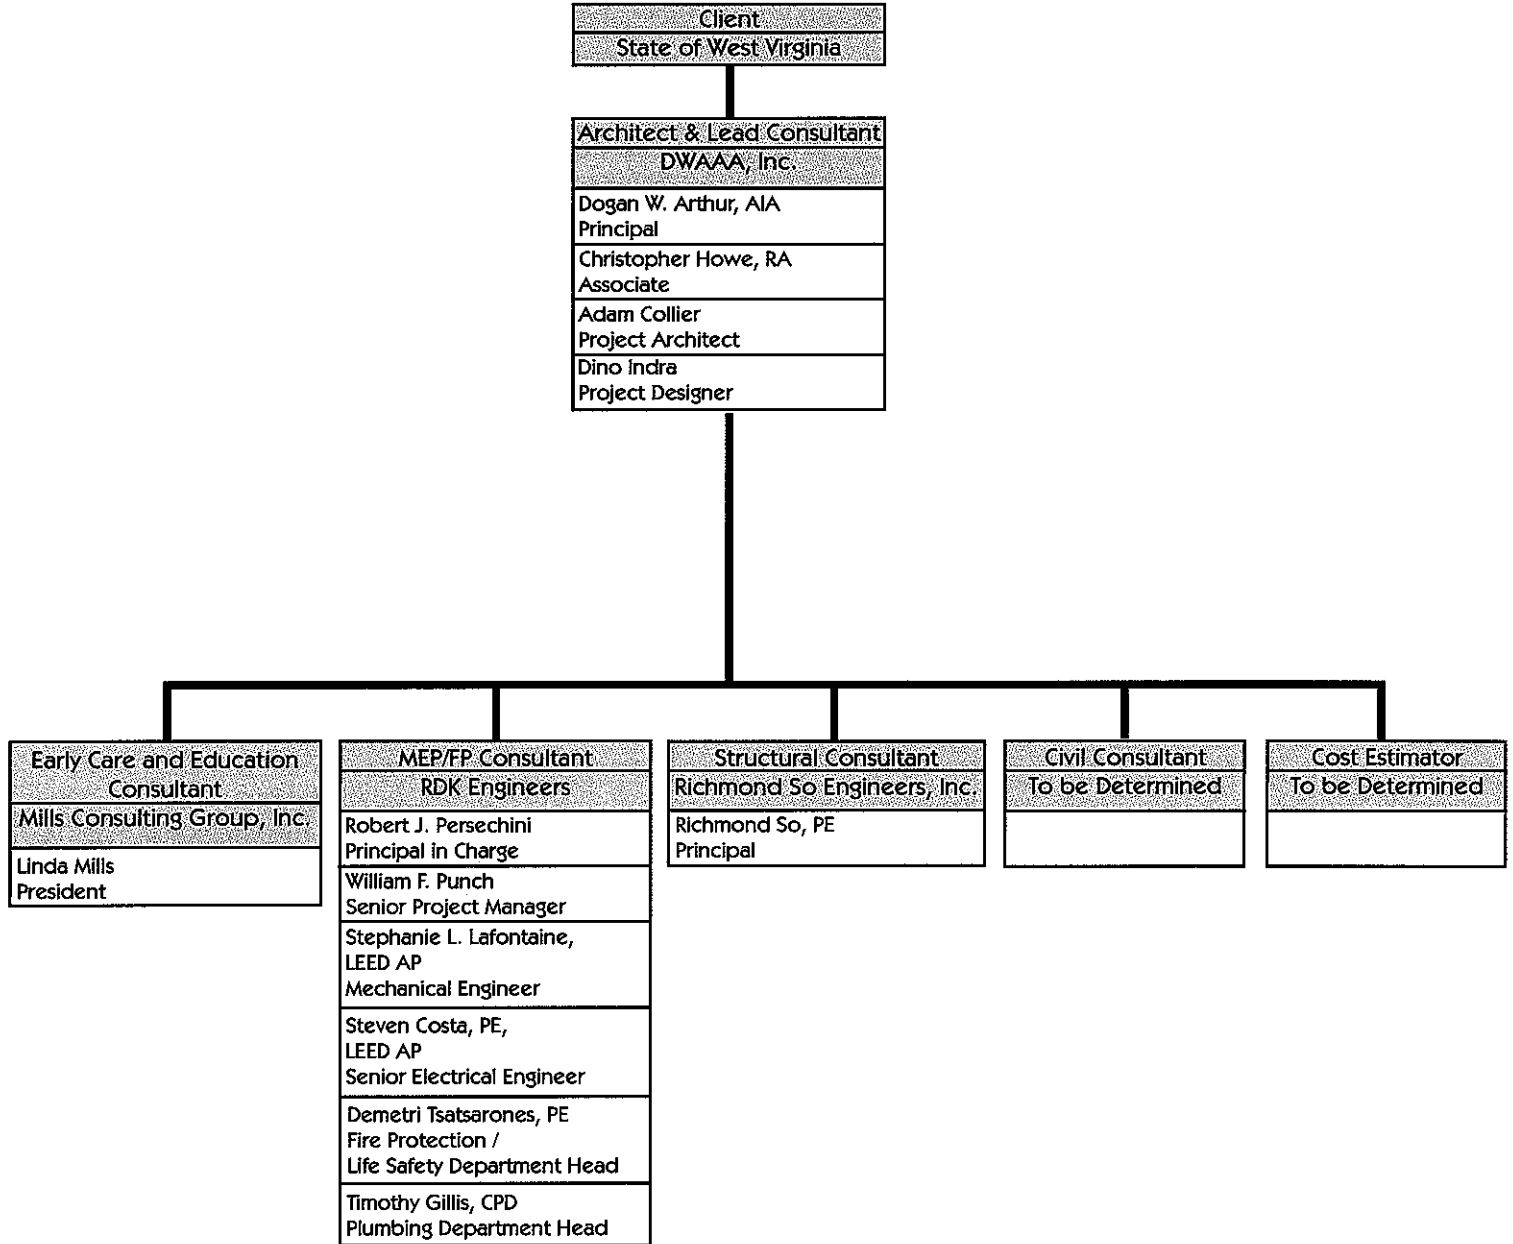 Client
State of West Virginia
Architect & Lead Consultant
DWAAA, Inc.
Dogan W. Arthur, AIA
Principal
Christopher Howe, RA
Associate
Adam Collier
Project Architect
Dino Indra
Project Designer
Early Care and Education
Consultant
Mills Consulting Group, Inc.
Linda Mills
President
MEP/FP Consultant
RDK Engineers
Robert J. Persechini
Principal in Charge
William F. Punch
Senior Project Manager
Stephanie L. Lafontaine,
LEED AP
Mechanical Engineer
Steven Costa, PE,
LEED AP
Senior Electrical Engineer
Demetri Tsatsarones, PE
Fire Protection /
Life Safety Department Head
Timothy Gillis, CPD
Plumbing Department Head
Structural Consultant
Richmond So Engineers, Inc.
Richmond So, PE
Principal
Civil Consultant
To be Determined
Cost Estimator
To be Determined